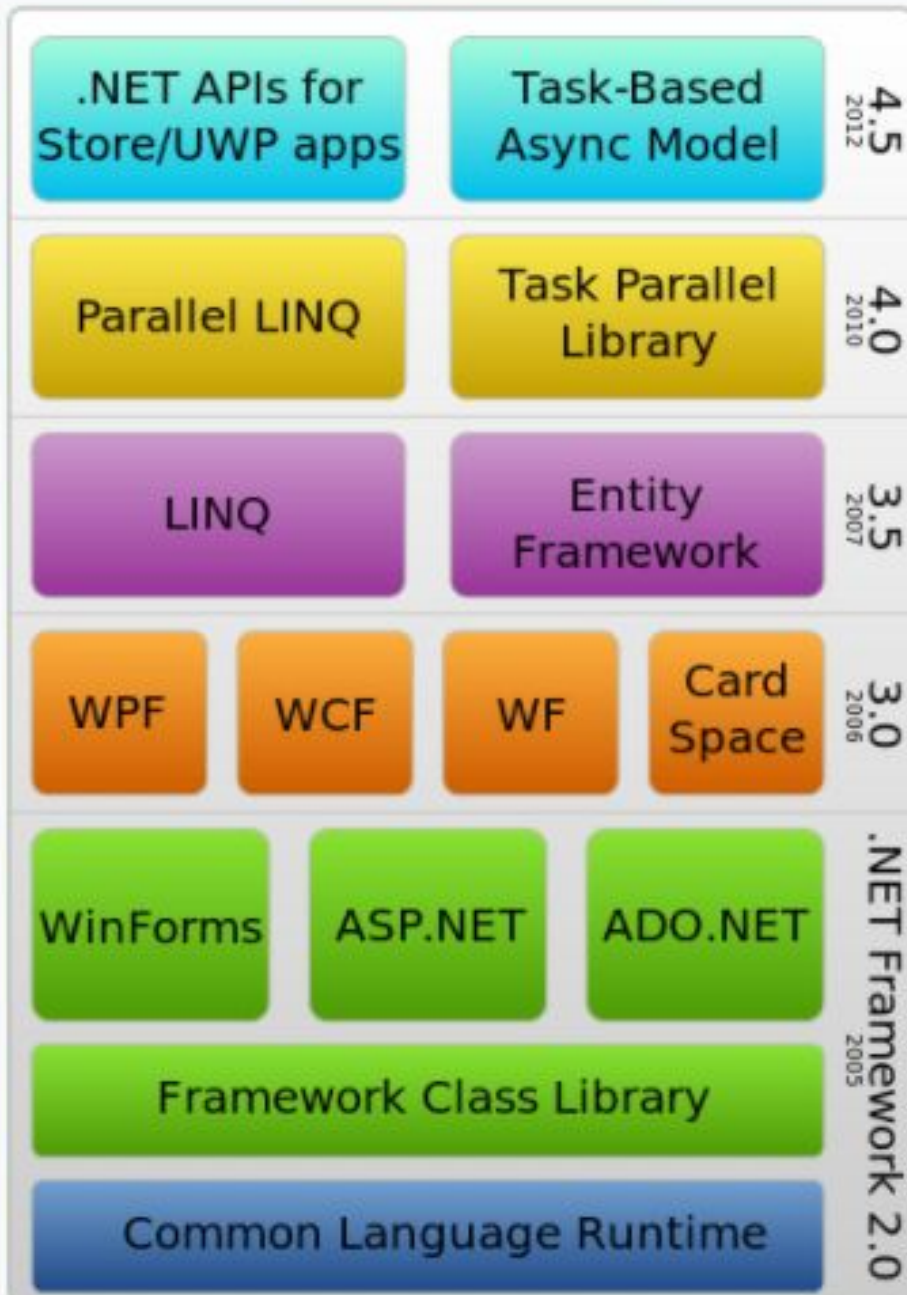 .NET APIs for
Store/UWP apps
Task-Based
Async Model
4.5
2012
Parallel LINQ
Task Parallel
Library
4.0
2010
LINQ
Entity
Framework
3.5
2007
WPF
WCF
WF
Card
Space
3.0
2006
WinForms
ASP.NET
ADO.NET
Framework Class Library
Common Language Runtime
.NET Framework 2.0
2005